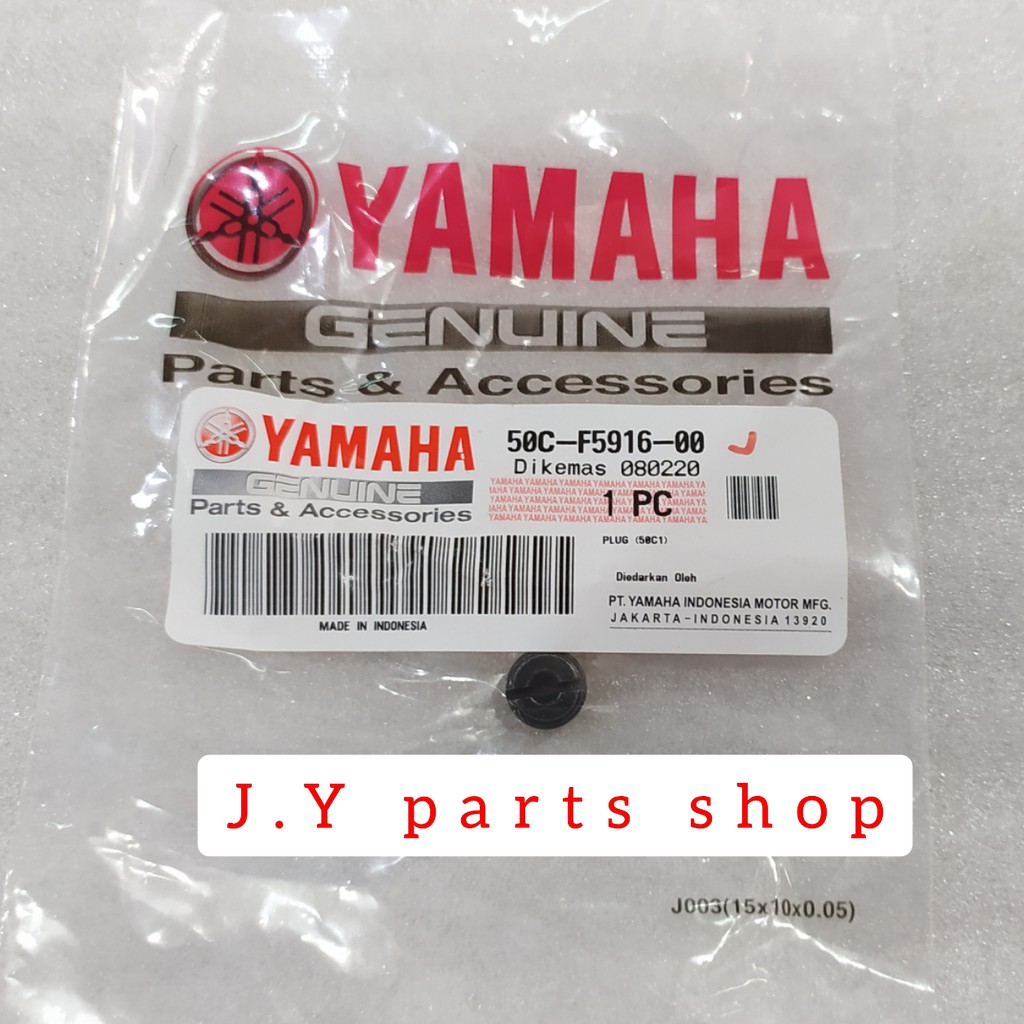 YAMAHA
GENUINE
Parts & Accessories
YAMAHA
GENUINE
Parts & Accessories
50C-F5916-00
Dikemas 080220
1 PC
PLUG (50C1)
Diedarkan Oleh
PT. YAMAHA INDONESIA MOTOR MFG.
JAKARTA-INDONESIA 13920
MADE IN INDONESIA
J.Y parts shop
J003(15x10x0.05)